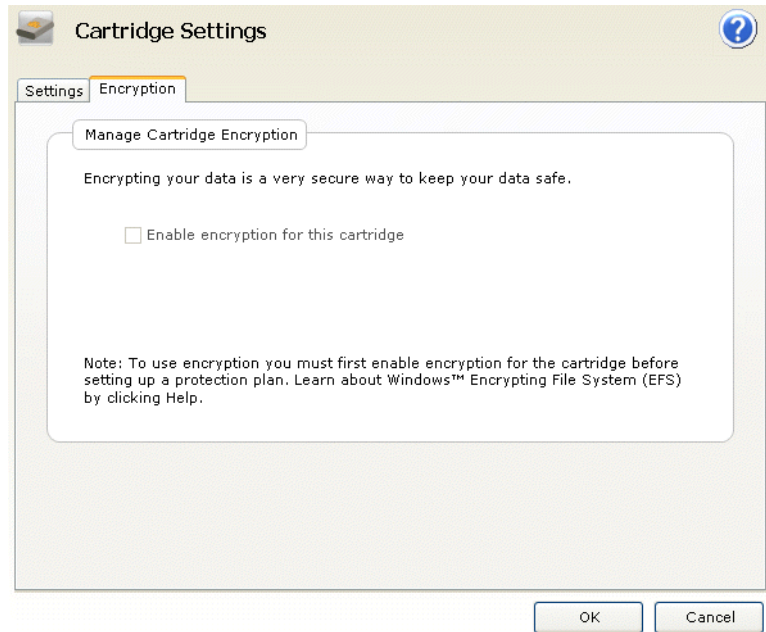 Cartridge Settings
?
Settings
Encryption
Manage Cartridge Encryption
Encrypting your data is a very secure way to keep your data safe.
Enable encryption for this cartridge
Note: To use encryption you must first enable encryption for the cartridge before
setting up a protection plan. Learn about Windows™ Encrypting File System (EFS)
by clicking Help.
OK
Cancel